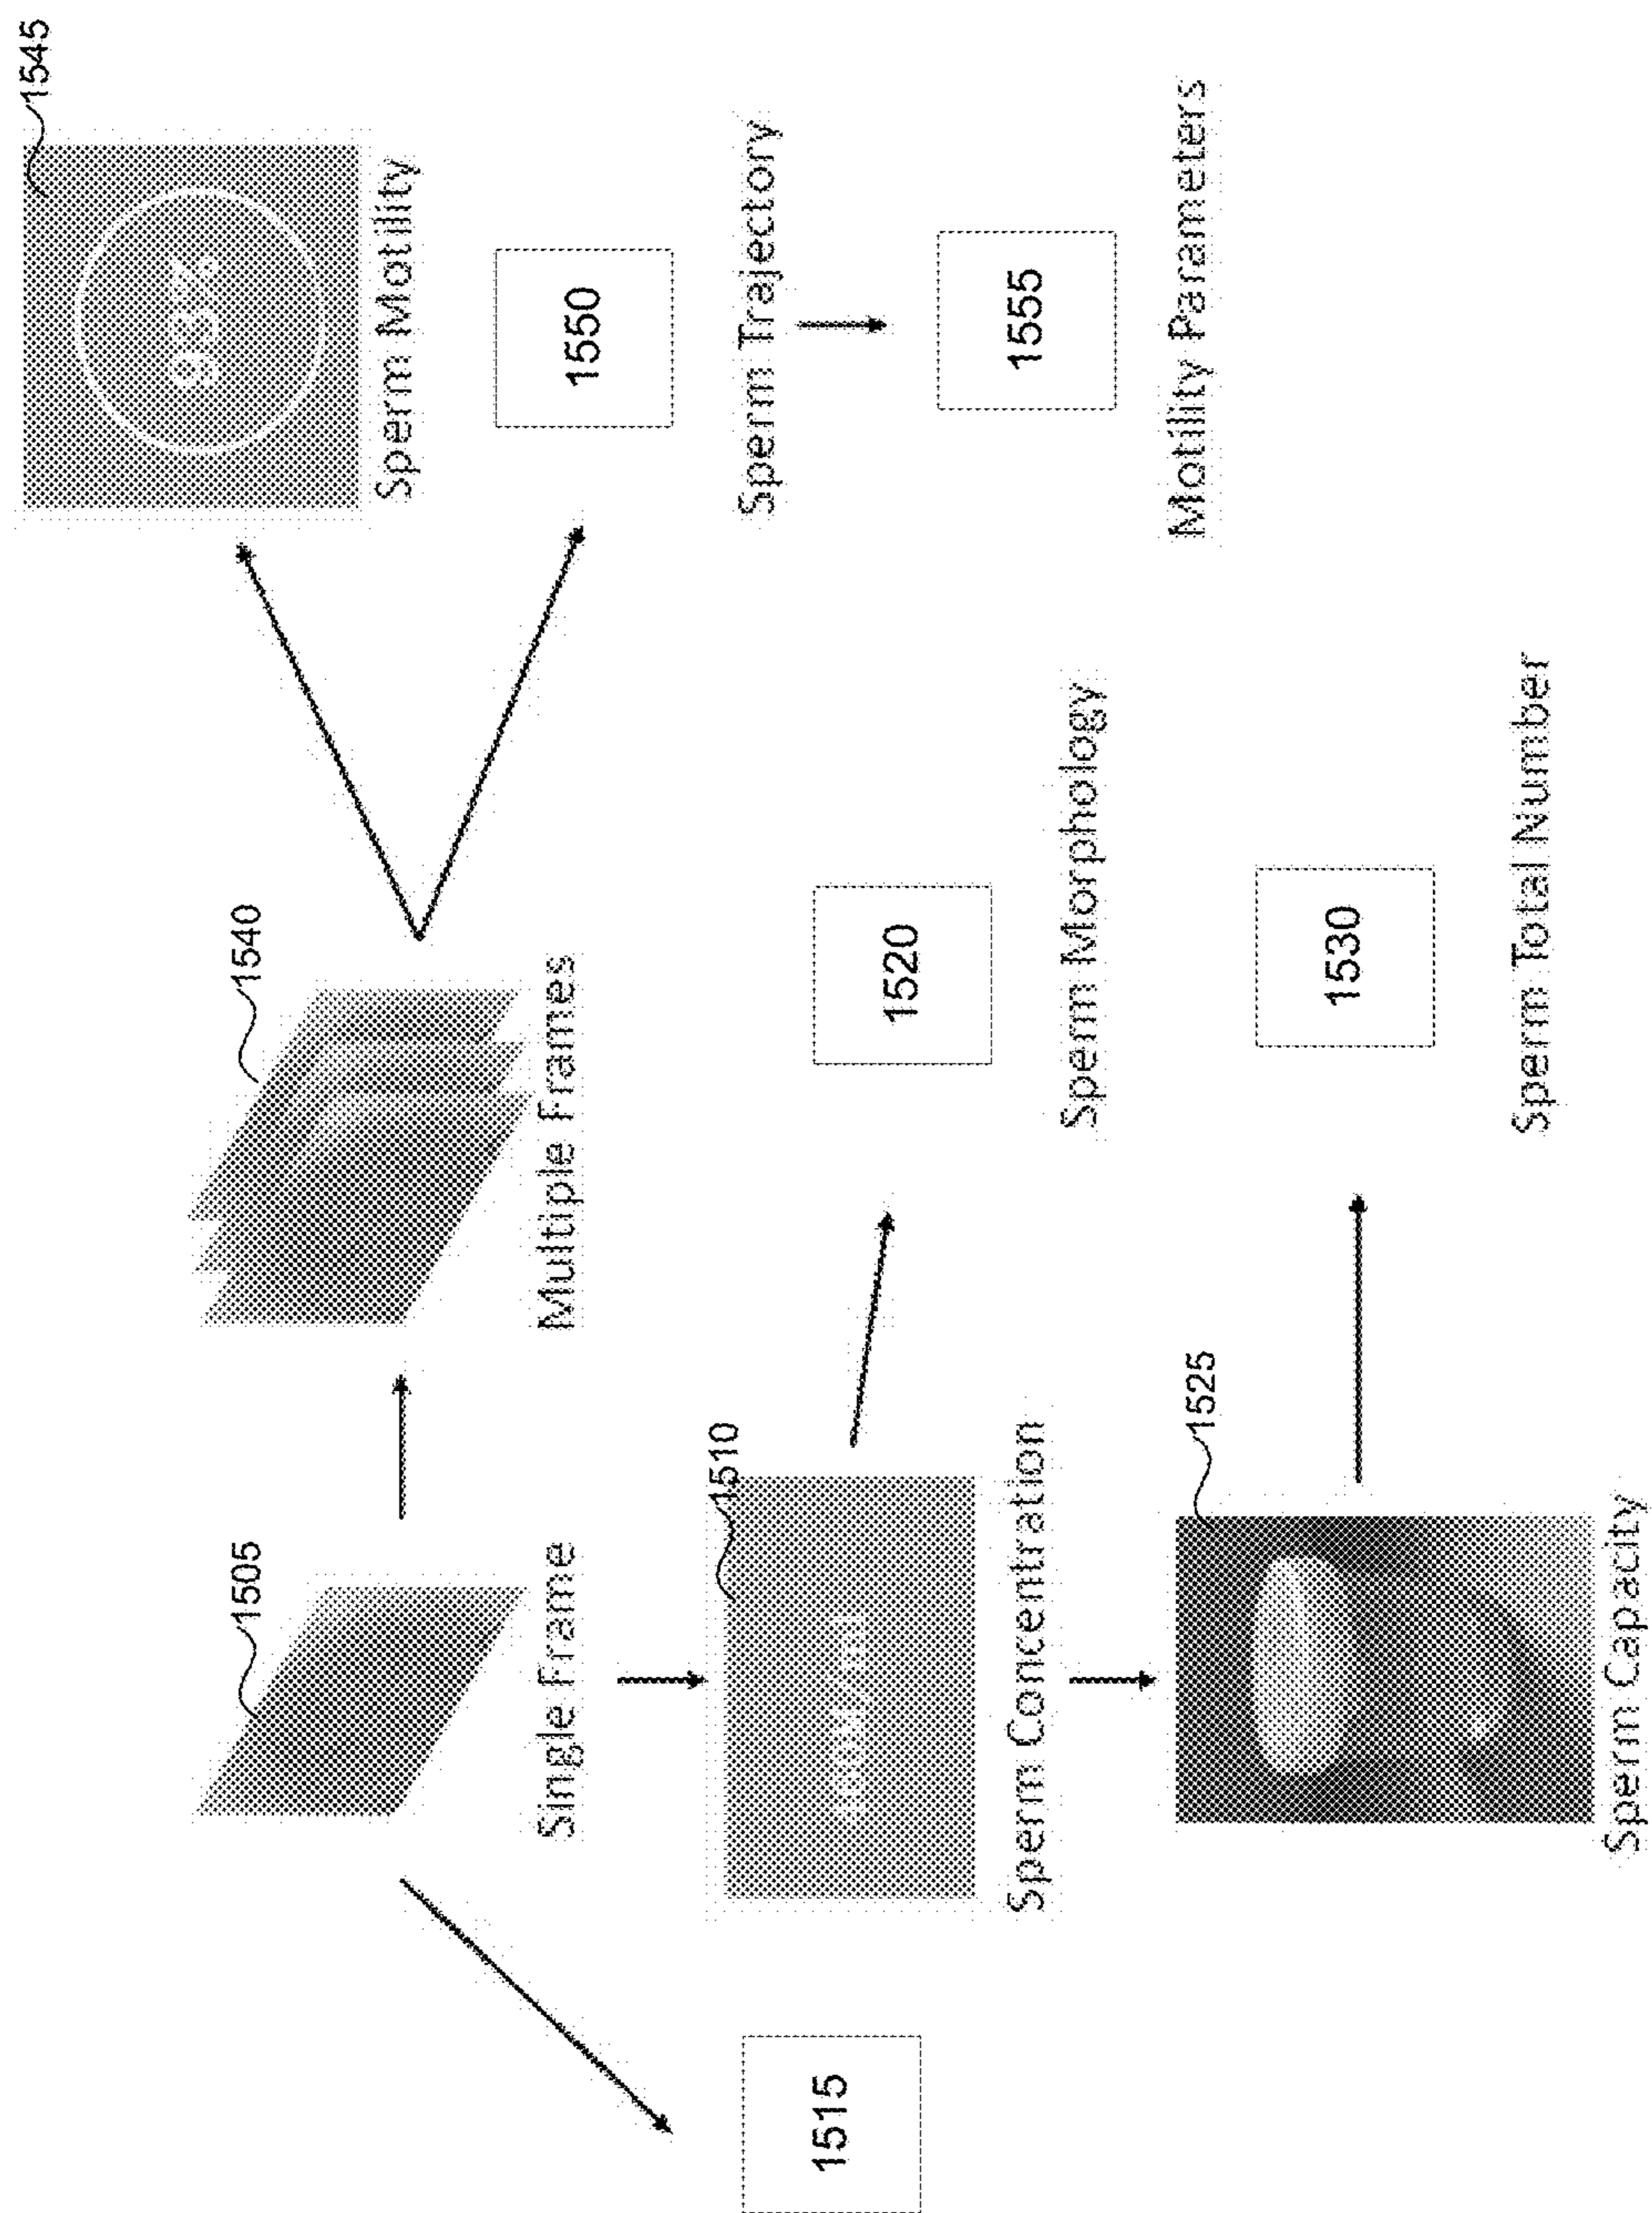 1545
93%
Sperm Motility
1540
1505
1550
Single Frame
Multiple Frames
Sperm Trajectory
1510
1515
1520
1555
Sperm Concentration
Sperm Morphology
Motility Parameters
1525
1530
Sperm Capacity
Sperm Total Number